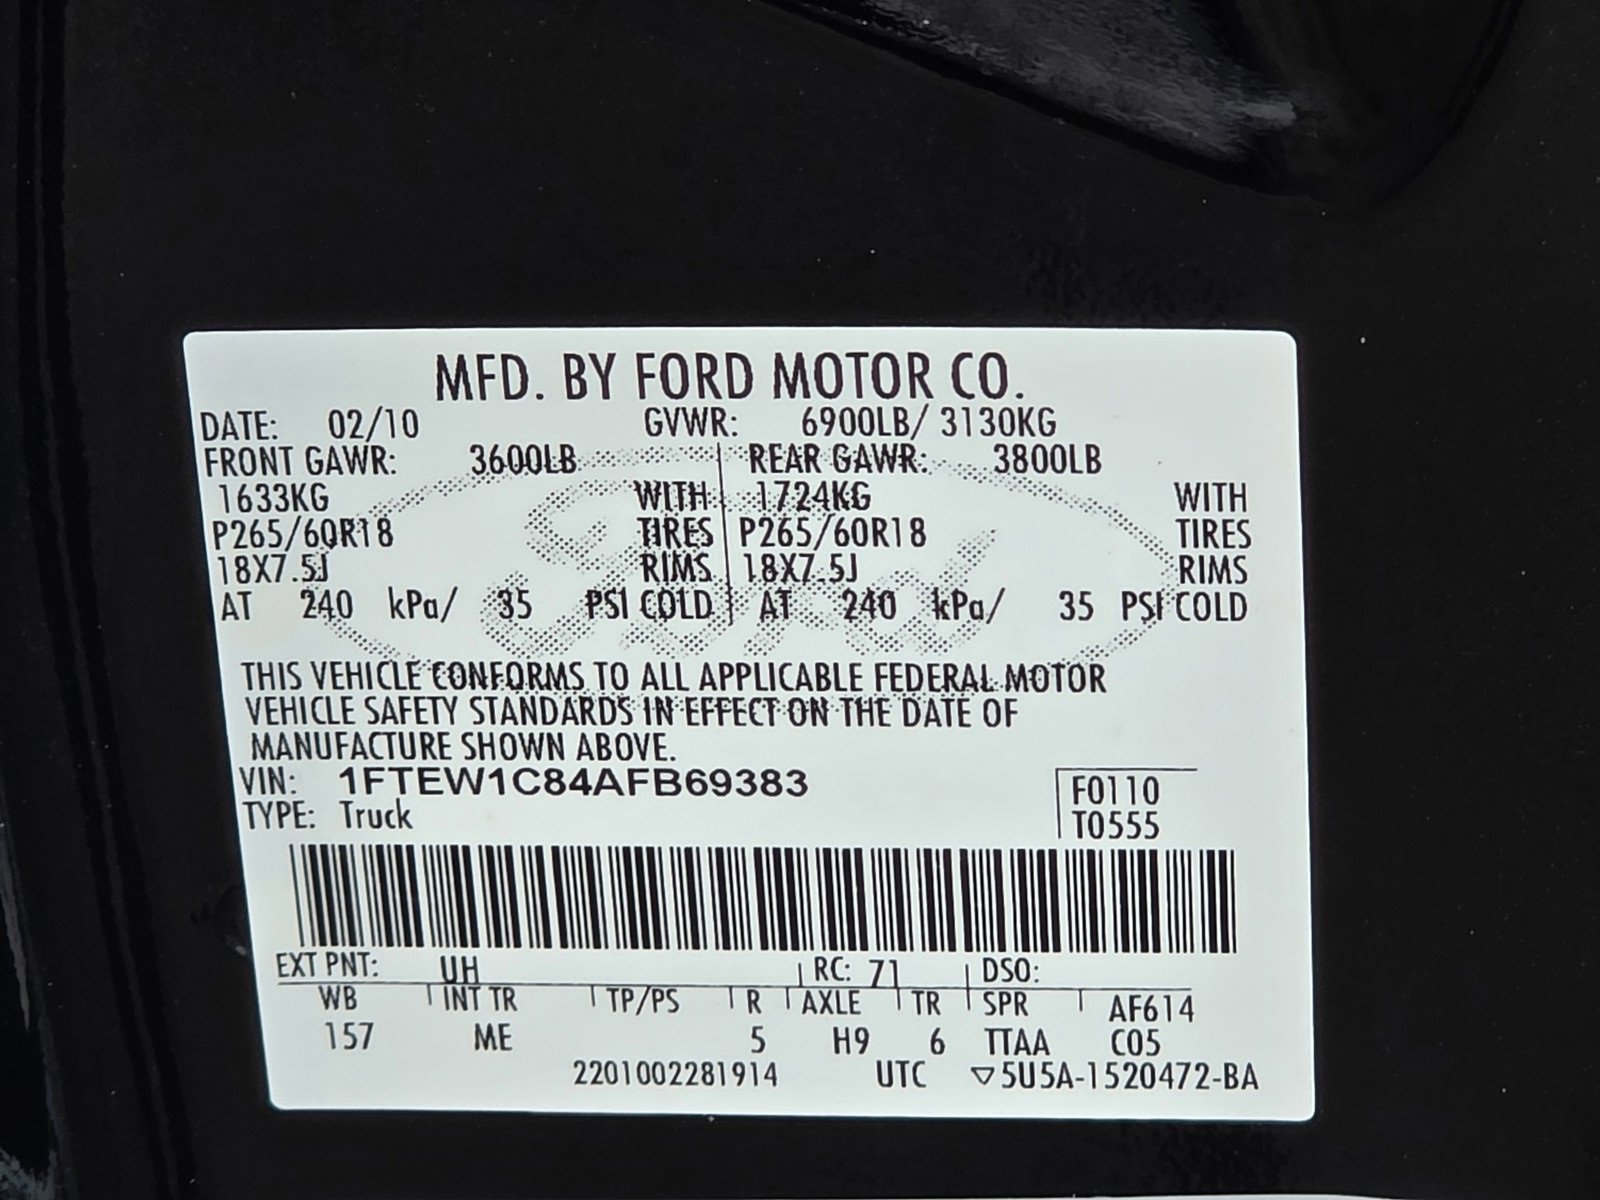 MFD. BY FORD MOTOR CO.
DATE: 02/10 GVWR: 6900LB/ 3130KG
FRONT GAWR: 3600LB REAR GAWR: 3800LB
1633KG WITH 1724KG WITH
P265/60R18 TIRES P265/60R18 TIRES
18X7.5J RIMS 18X7.5J RIMS
AT 240 kPa/ 35 PSI COLD AT 240 kPa/ 35 PSI COLD
Ford
THIS VEHICLE CONFORMS TO ALL APPLICABLE FEDERAL MOTOR
VEHICLE SAFETY STANDARDS IN EFFECT ON THE DATE OF
MANUFACTURE SHOWN ABOVE.
VIN: 1FTEW1C84AFB69383 F0110
TYPE: Truck T0555
EXT PNT: UH RC: 71 DSO:
WB INT TR TP/PS R AXLE TR SPR AF614
157 ME 5 H9 6 TTAA C05
2201002281914 UTC ▽5U5A-1520472-BA